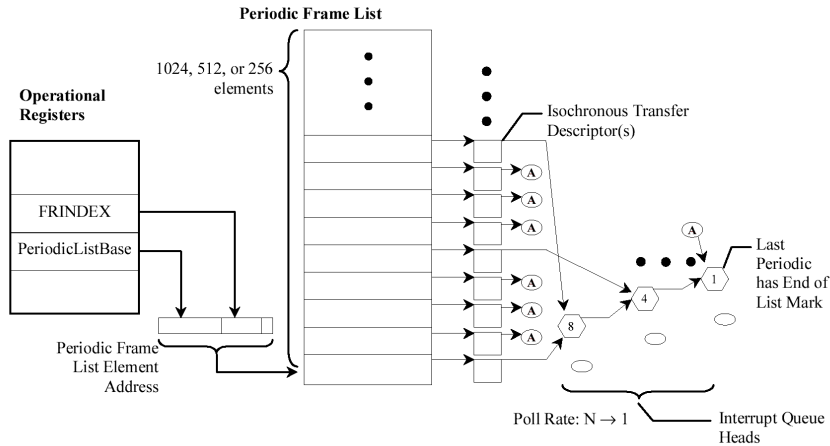 Periodic Frame List
1024, 512, or 256
elements
Operational
Registers
FRINDEX
PeriodicListBase
Periodic Frame
List Element
Address
Isochronous Transfer
Descriptor(s)
A
A
A
A
A
A
A
8
4
1
Last
Periodic
has End of
List Mark
Poll Rate: N → 1
Interrupt Queue
Heads